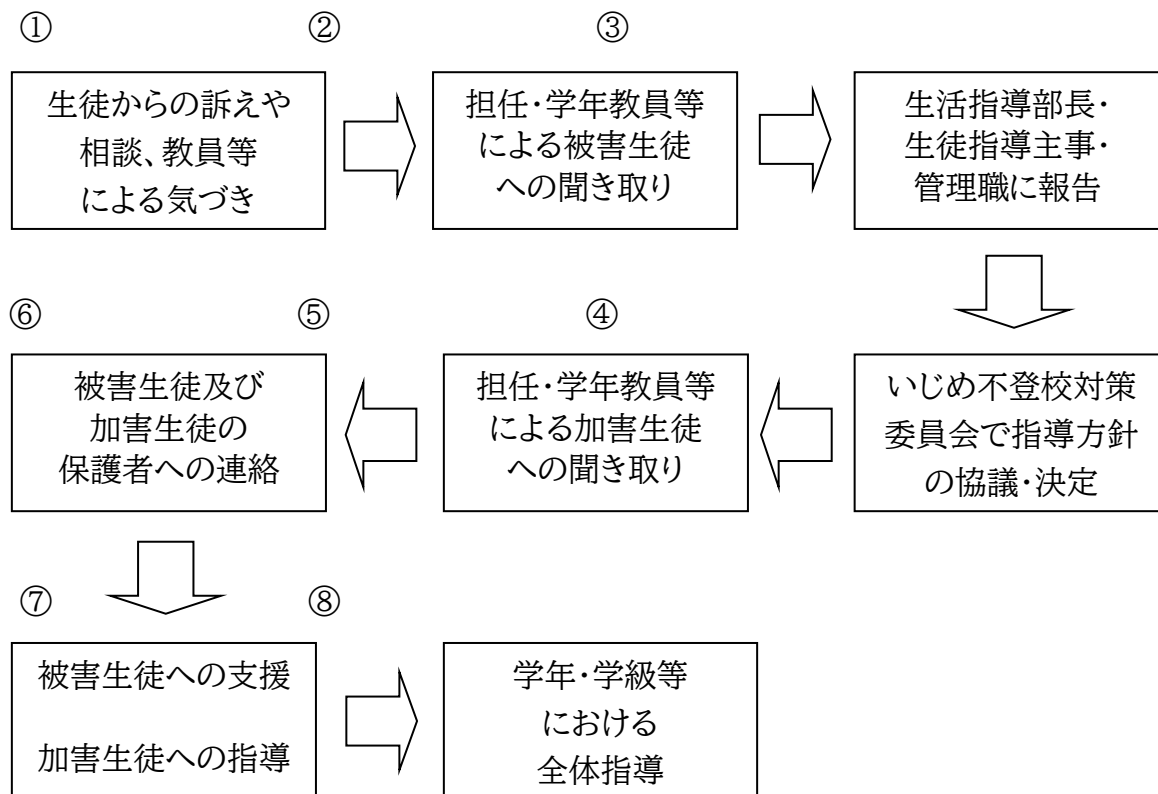 ① ② ③
生徒からの訴えや
相談、教員等
による気づき
担任・学年教員等
による被害生徒
への聞き取り
生活指導部長・
生徒指導主事・
管理職に報告
⑥ ⑤ ④
いじめ不登校対策
委員会で指導方針
の協議・決定
担任・学年教員等
による加害生徒
への聞き取り
被害生徒及び
加害生徒の
保護者への連絡
⑦ ⑧
被害生徒への支援
加害生徒への指導
学年・学級等
における
全体指導